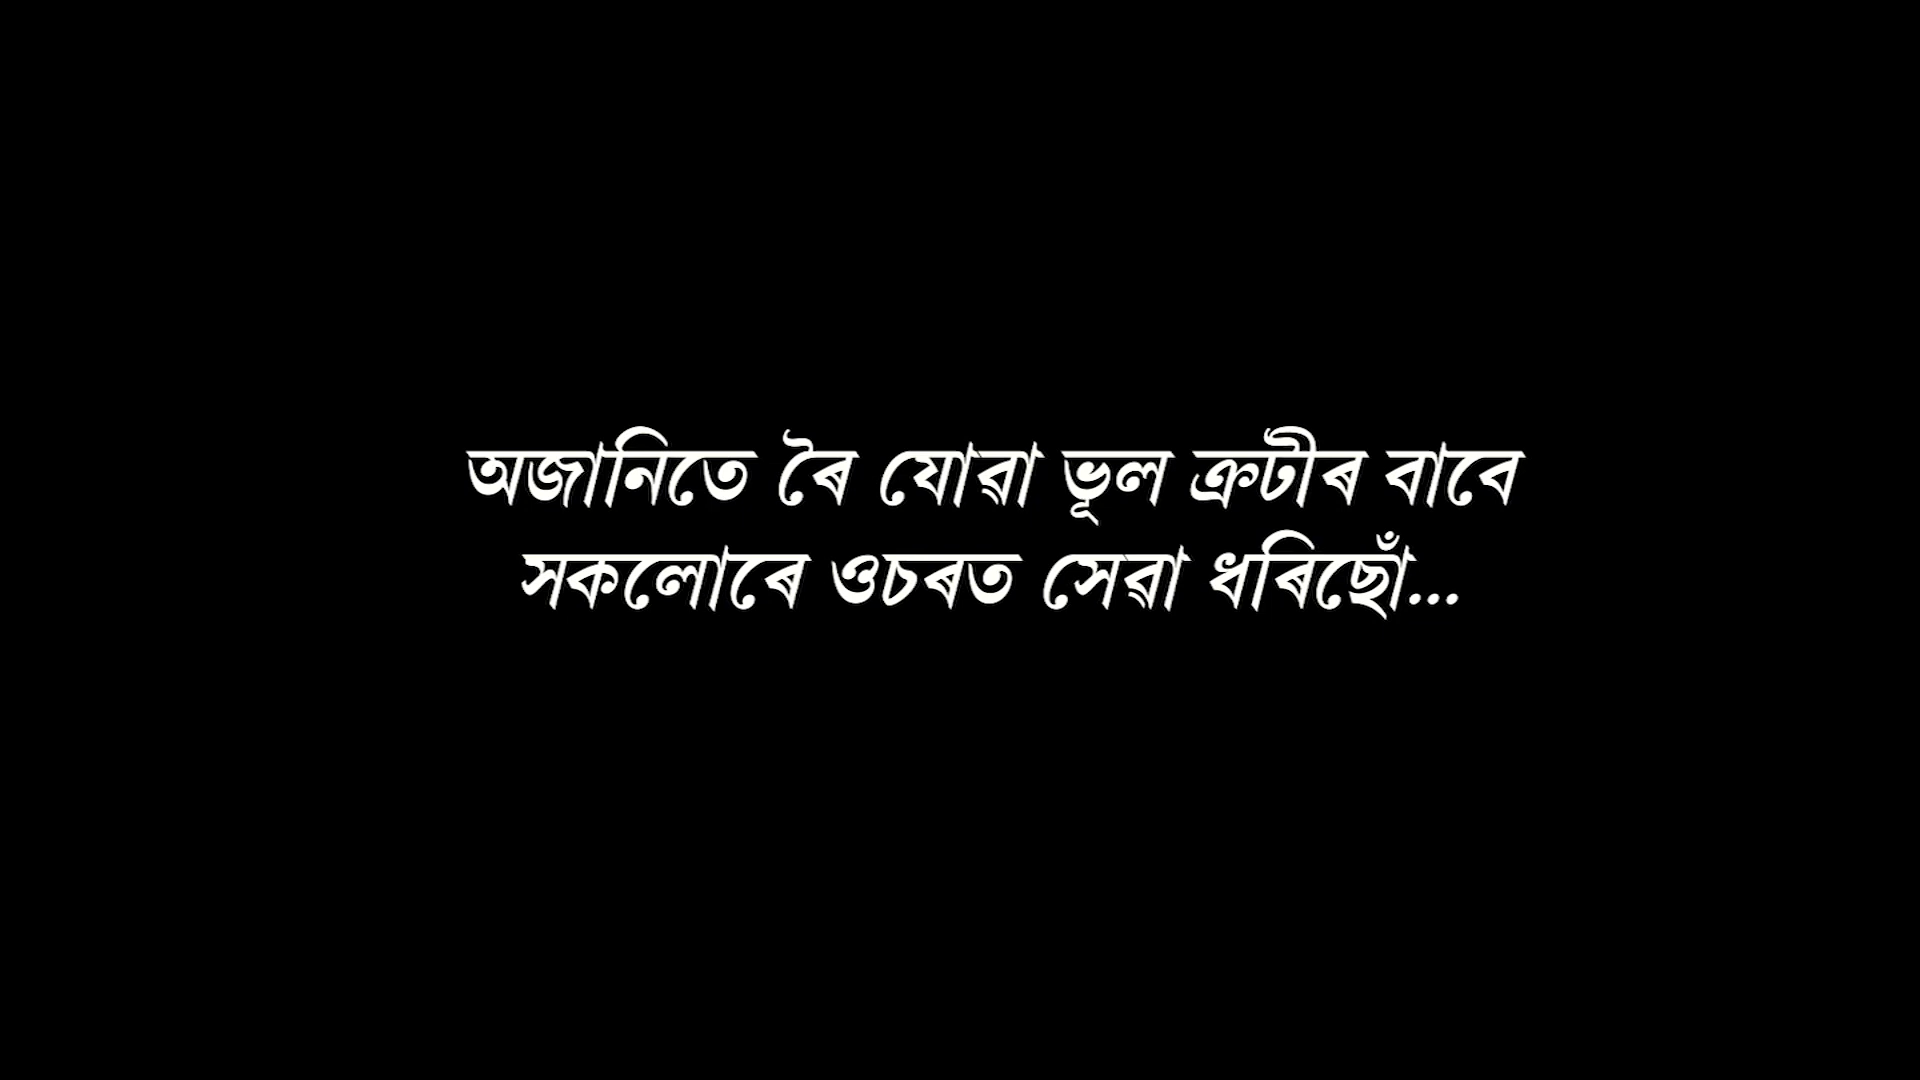 অজানিতে ৰৈ যোৱা ভূল ক্ৰটীৰ বাবে
সকলোৰে ওচৰত সেৱা ধৰিছোঁ...